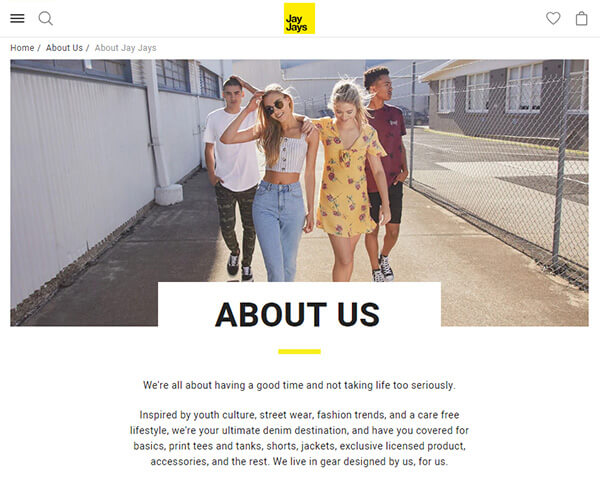 Jay
Jays
Home / About Us / About Jay Jays
ABOUT US
We're all about having a good time and not taking life too seriously.
Inspired by youth culture, street wear, fashion trends, and a care free
lifestyle, we're your ultimate denim destination, and have you covered for
basics, print tees and tanks, shorts, jackets, exclusive licensed product,
accessories, and the rest. We live in gear designed by us, for us.